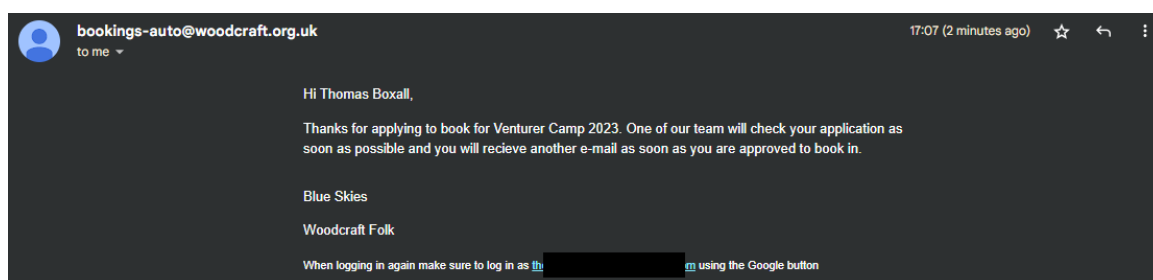 bookings-auto@woodcraft.org.uk
17:07 (2 minutes ago)
to me
Hi Thomas Boxall,
Thanks for applying to book for Venturer Camp 2023. One of our team will check your application as
soon as possible and you will recieve another e-mail as soon as you are approved to book in.
Blue Skies
Woodcraft Folk
When logging in again make sure to log in as using the Google button